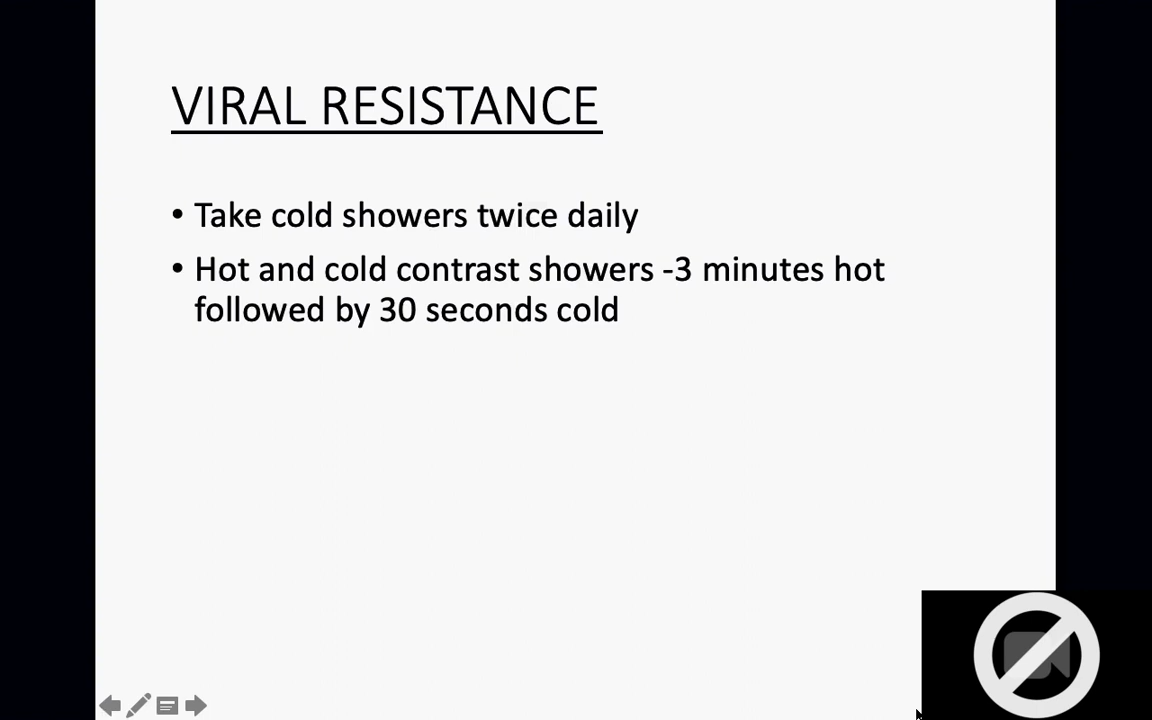 VIRAL RESISTANCE
• Take cold showers twice daily
• Hot and cold contrast showers -3 minutes hot
followed by 30 seconds cold